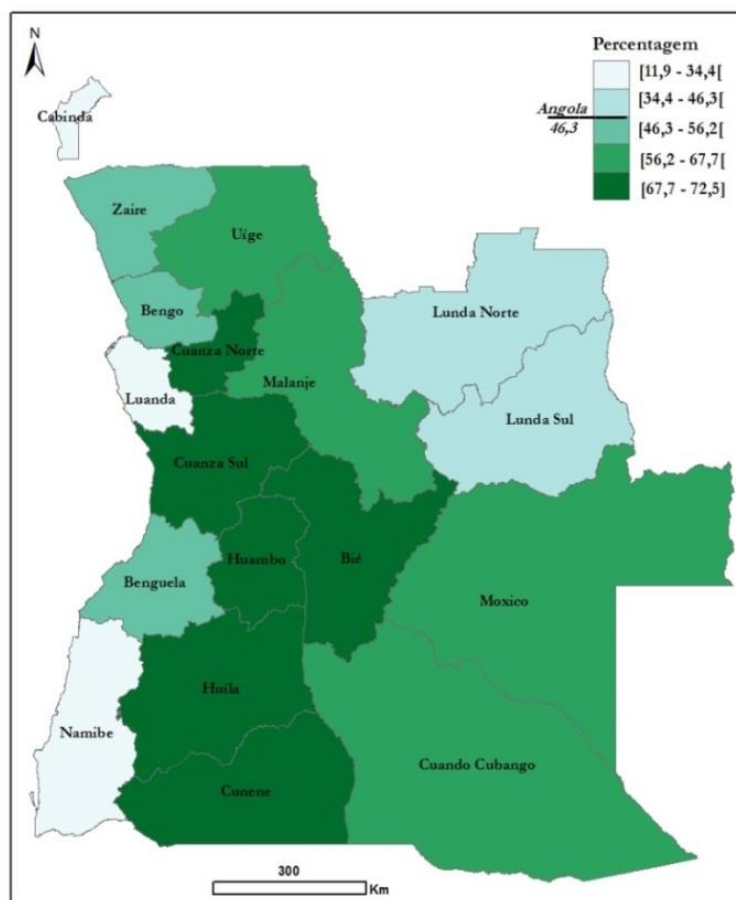 N
Percentagem
[11,9 - 34,4[
[34,4 - 46,3[
Angola
46,3
[46,3 - 56,2[
[56,2 - 67,7[
[67,7 - 72,5]
Cabinda
Zaire
Uíge
Bengo
Lunda Norte
Cuanza Norte
Malanje
Luanda
Lunda Sul
Cuanza Sul
Huambo
Bié
Benguela
Moxico
Huíla
Namibe
Cuando Cubango
Cunene
300
Km